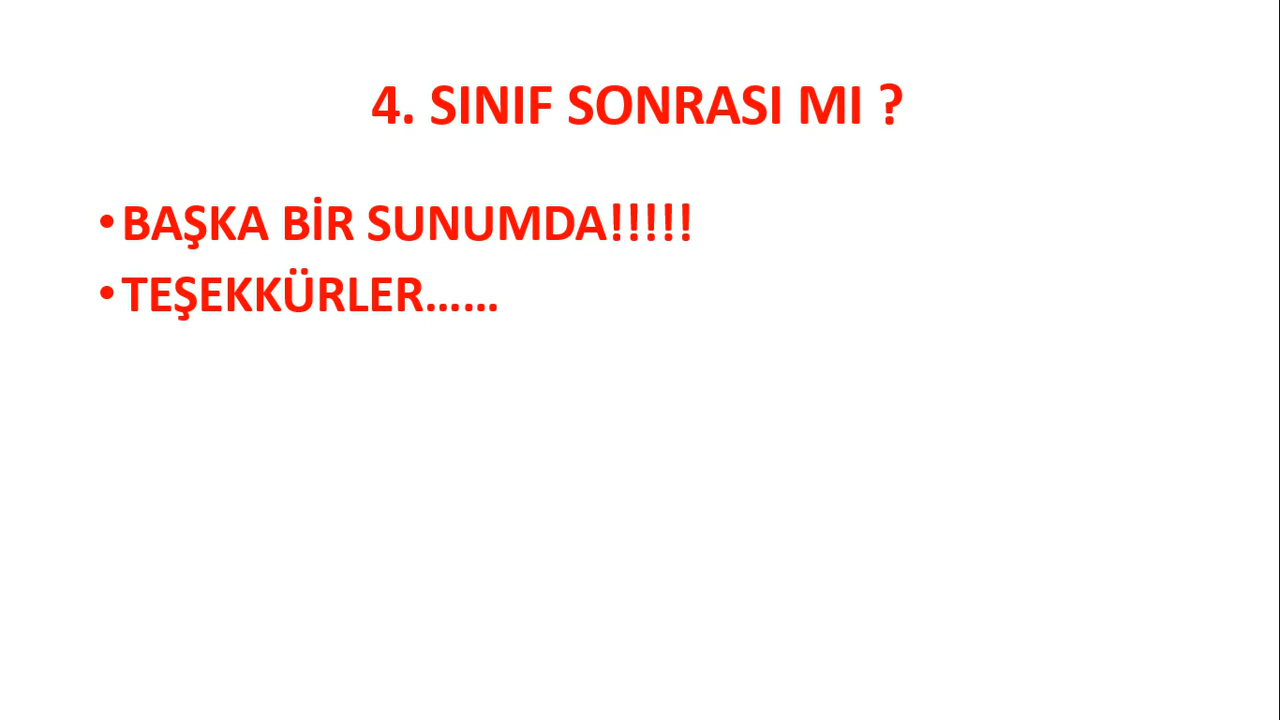 4. SINIF SONRASI MI ?
•BAŞKA BİR SUNUMDA!!!!!
•TEŞEKKÜRLER……